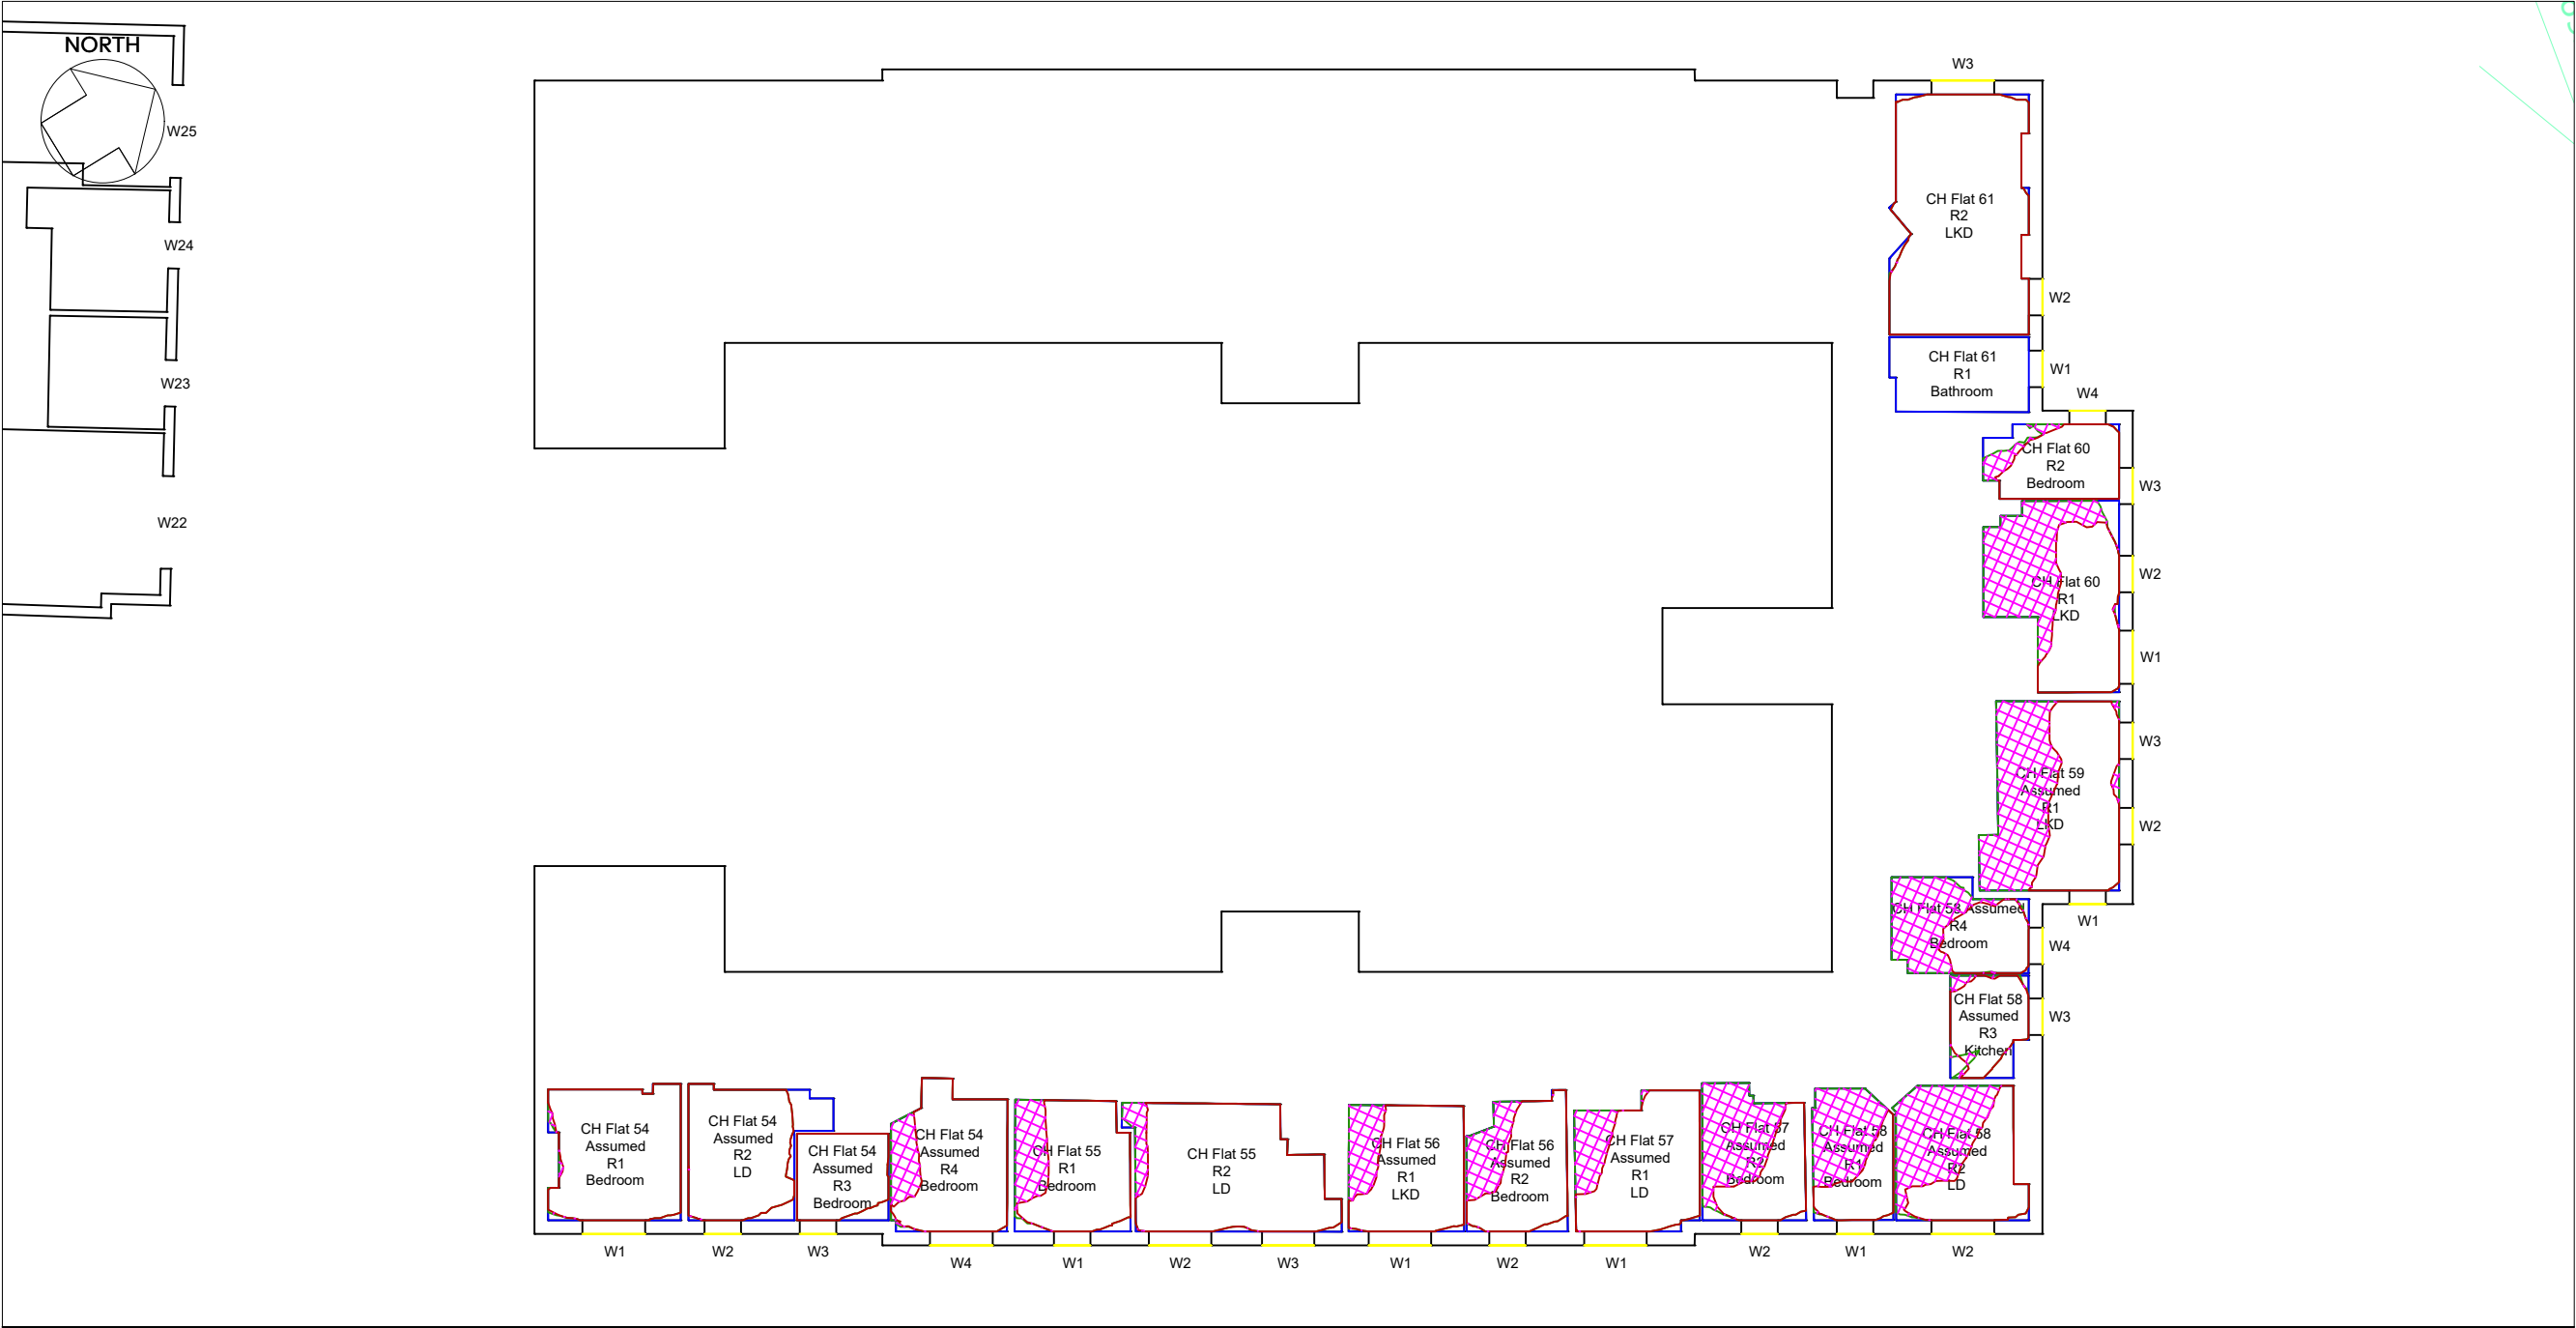 NORTH
W25
W24
W23
W22
W3
CH Flat 61
R2
LKD
W2
CH Flat 61
R1
Bathroom
W1
W4
CH Flat 60
R2
Bedroom
W3
CH Flat 60
R1
LKD
W2
W1
CH Flat 59
Assumed
R1
LKD
W3
W2
W1
CH Flat 58 Assumed
R4
Bedroom
W4
CH Flat 58
Assumed
R3
Kitchen
W3
CH Flat 54
Assumed
R1
Bedroom
CH Flat 54
Assumed
R2
LD
CH Flat 54
Assumed
R3
Bedroom
CH Flat 54
Assumed
R4
Bedroom
CH Flat 55
R1
Bedroom
CH Flat 55
R2
LD
CH Flat 56
Assumed
R1
LKD
CH Flat 56
Assumed
R2
Bedroom
CH Flat 57
Assumed
R1
LD
CH Flat 57
Assumed
R2
Bedroom
CH Flat 58
Assumed
R1
Bedroom
CH Flat 58
Assumed
R2
LD
W1
W2
W3
W4
W1
W2
W3
W1
W2
W1
W2
W1
W2